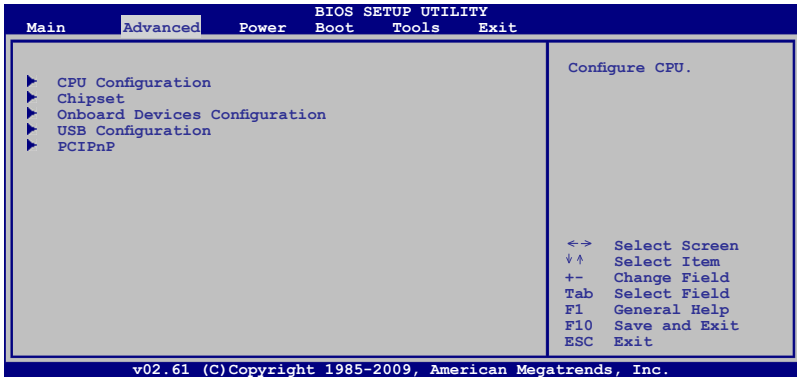 BIOS SETUP UTILITY
Main Advanced Power Boot Tools Exit
CPU Configuration
Chipset
Onboard Devices Configuration
USB Configuration
PCIPnP
Configure CPU.
←→ Select Screen
↓↑ Select Item
+- Change Field
Tab Select Field
F1 General Help
F10 Save and Exit
ESC Exit
v02.61 (C)Copyright 1985-2009, American Megatrends, Inc.